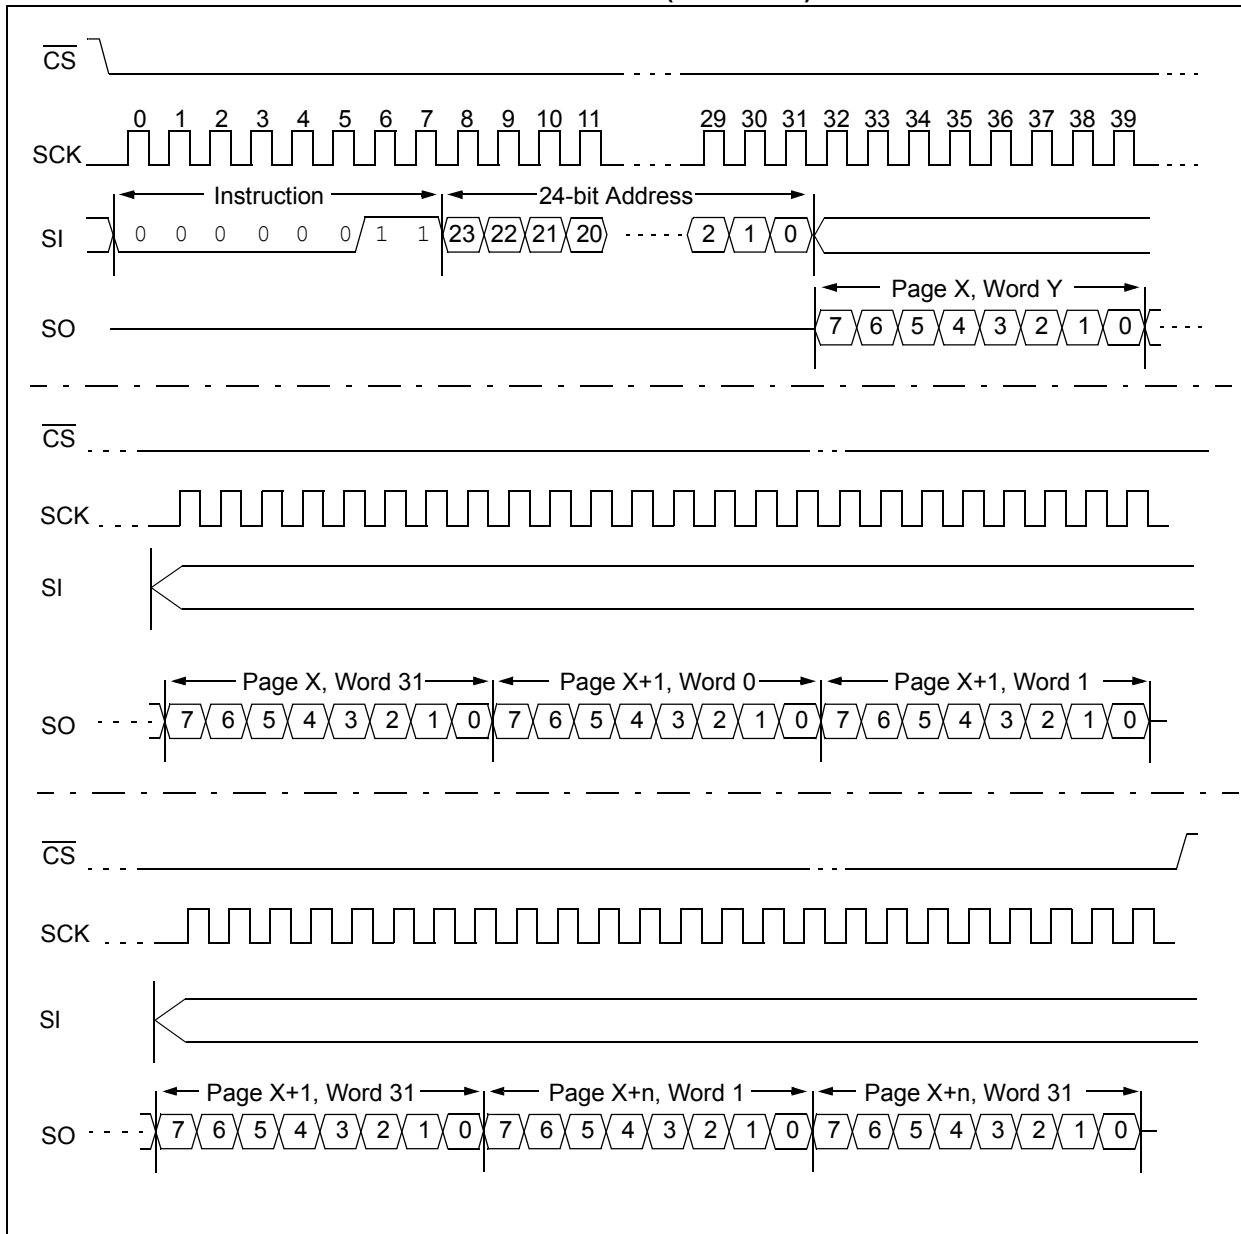 CS
0 1 2 3 4 5 6 7 8 9 10 11 29 30 31 32 33 34 35 36 37 38 39
SCK
Instruction 24-bit Address
SI 0 0 0 0 0 0 1 1 23 22 21 20 2 1 0
Page X, Word Y
SO 7 6 5 4 3 2 1 0
CS
SCK
SI
Page X, Word 31 Page X+1, Word 0 Page X+1, Word 1
SO 7 6 5 4 3 2 1 0 7 6 5 4 3 2 1 0 7 6 5 4 3 2 1 0
CS
SCK
SI
Page X+1, Word 31 Page X+n, Word 1 Page X+n, Word 31
SO 7 6 5 4 3 2 1 0 7 6 5 4 3 2 1 0 7 6 5 4 3 2 1 0